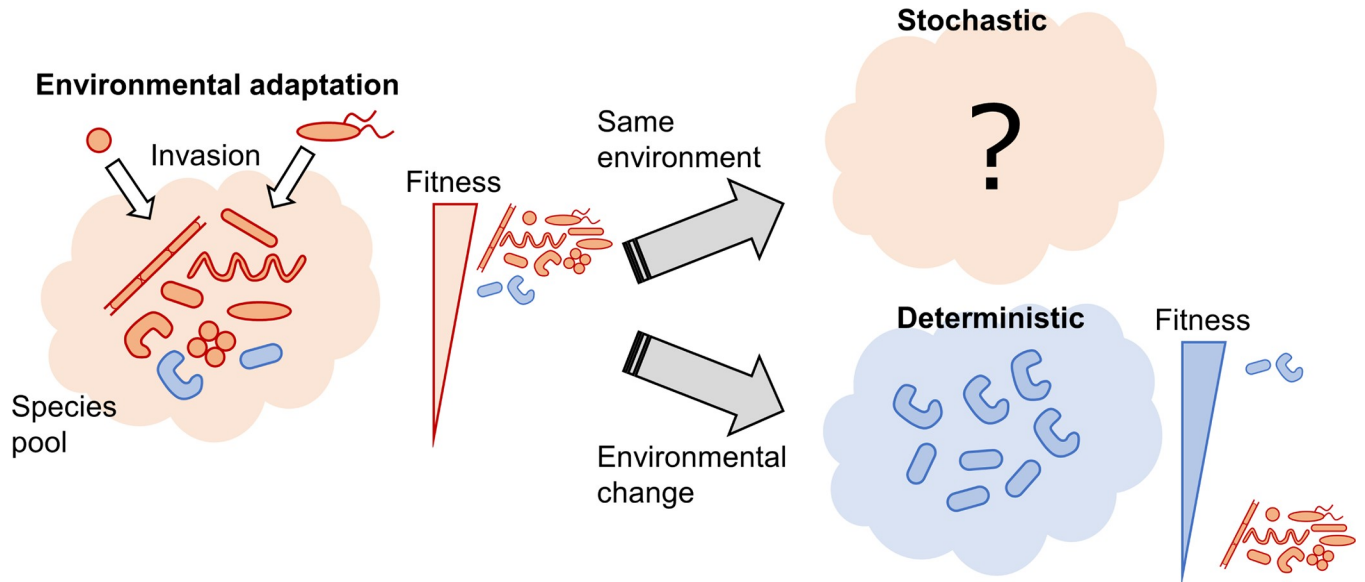 Environmental adaptation
Invasion
Species
pool
Fitness
Same
environment
Environmental
change
Stochastic
?
Deterministic
Fitness